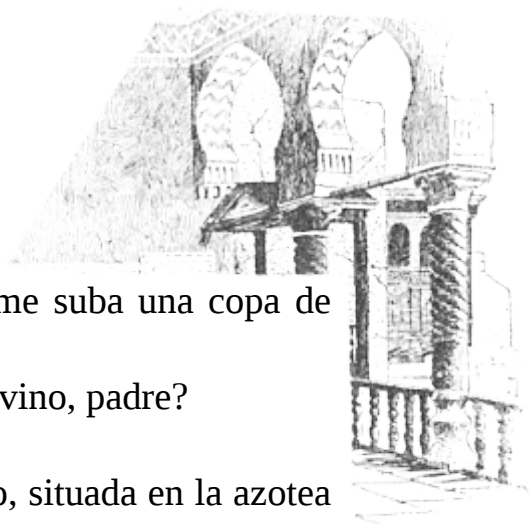 me suba una copa de
vino, padre?
o, situada en la azotea